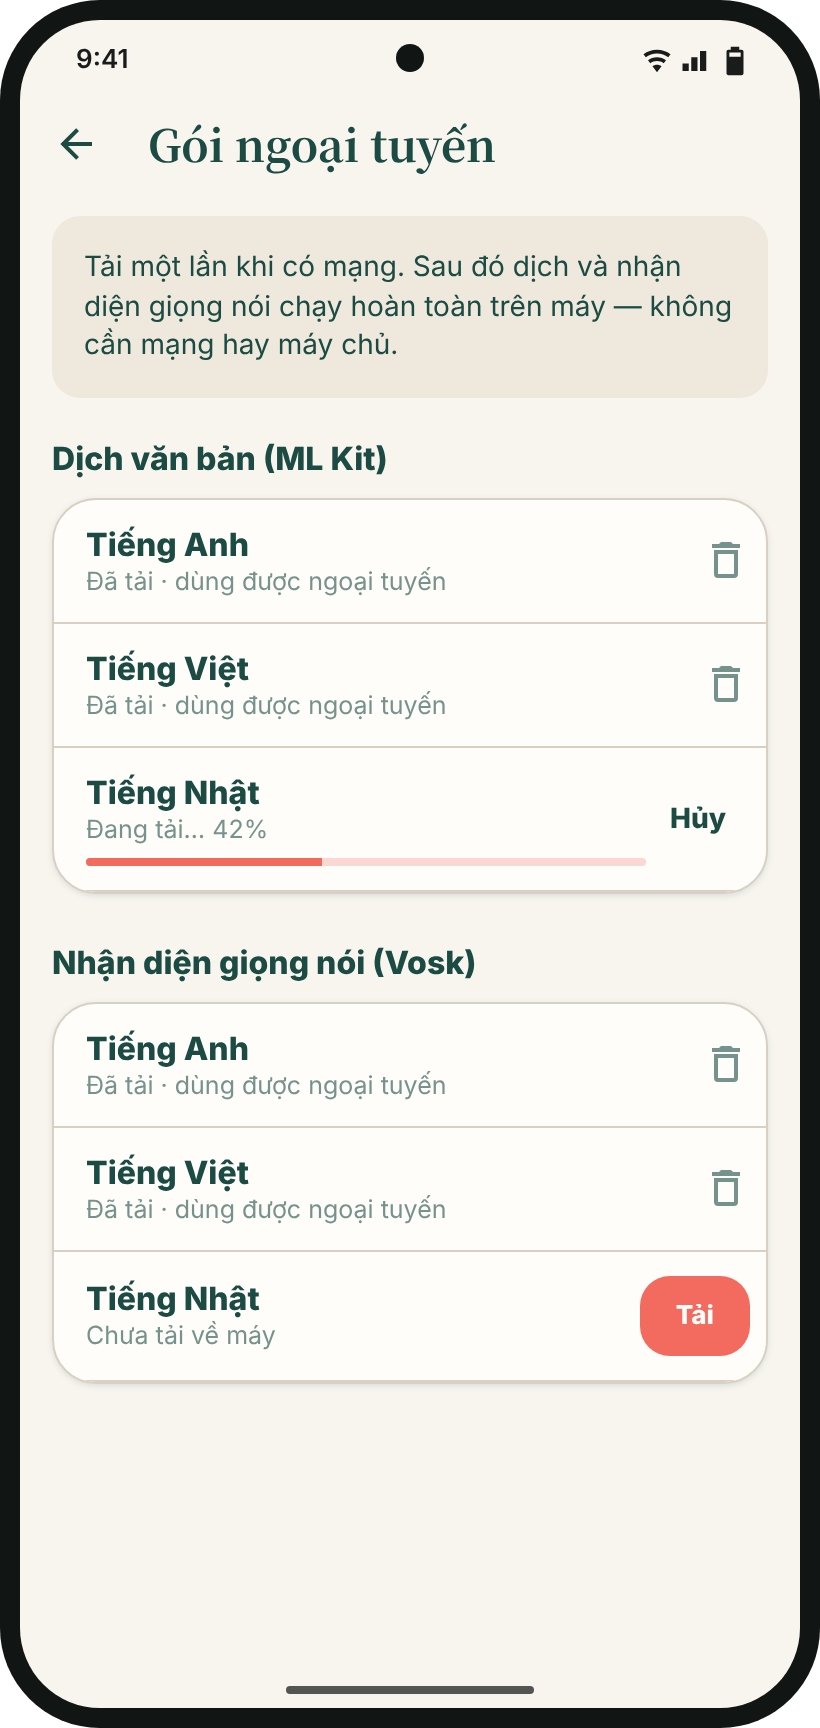 9:41
Gói ngoại tuyến
Tải một lần khi có mạng. Sau đó dịch và nhận
diện giọng nói chạy hoàn toàn trên máy — không
cần mạng hay máy chủ.
Dịch văn bản (ML Kit)
Tiếng Anh
Đã tải · dùng được ngoại tuyến
Tiếng Việt
Đã tải · dùng được ngoại tuyến
Tiếng Nhật
Đang tải... 42%
Hủy
Nhận diện giọng nói (Vosk)
Tiếng Anh
Đã tải · dùng được ngoại tuyến
Tiếng Việt
Đã tải · dùng được ngoại tuyến
Tiếng Nhật
Chưa tải về máy
Tải